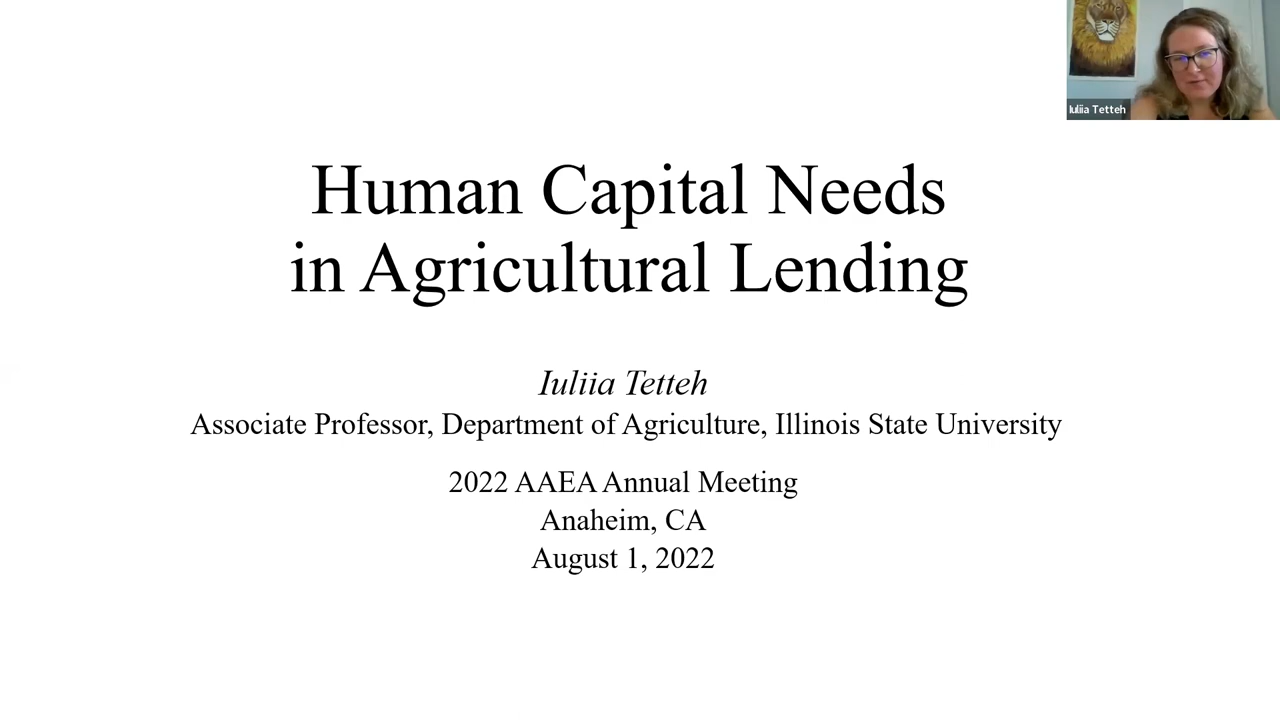 Human Capital Needs
in Agricultural Lending
Iuliia Tetteh
Associate Professor, Department of Agriculture, Illinois State University
2022 AAEA Annual Meeting
Anaheim, CA
August 1, 2022
Iuliia Tetteh